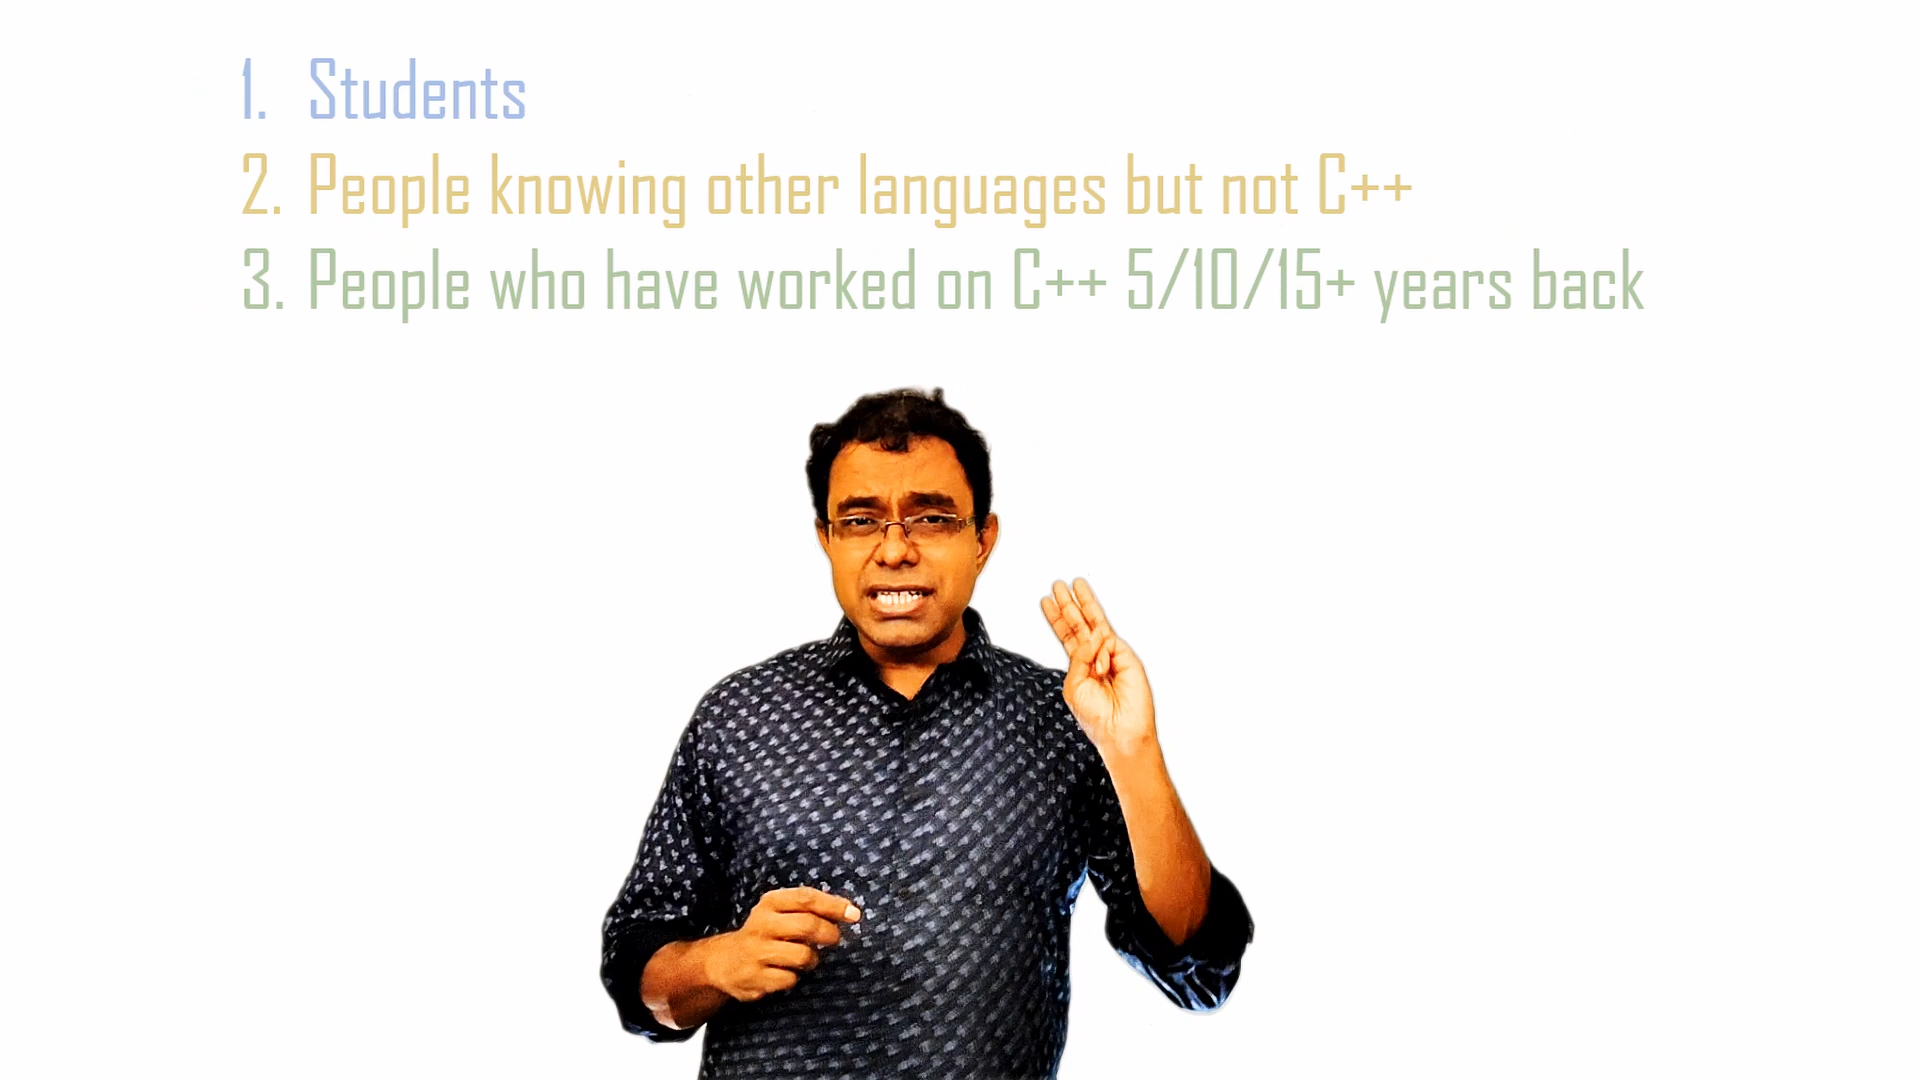 1. Students
2. People knowing other languages but not C++
3. People who have worked on C++ 5/10/15+ years back